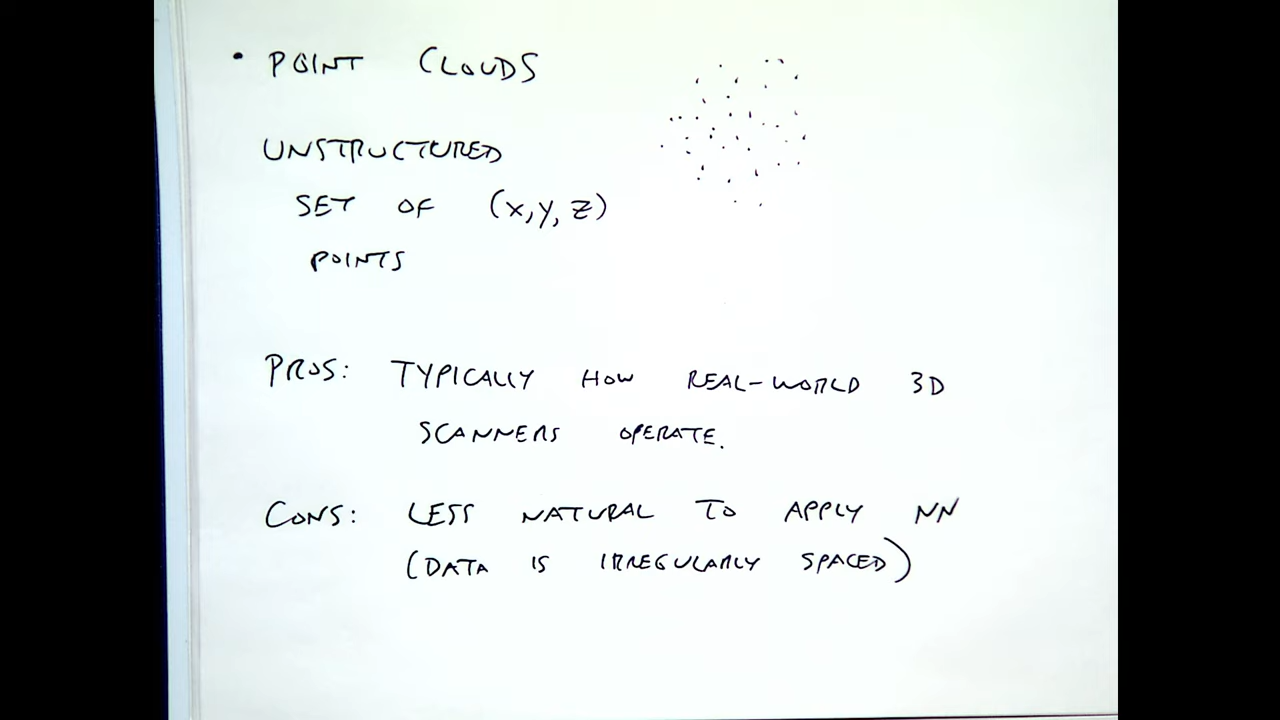 • POINT CLOUDS
UNSTRUCTURED
SET OF (X,Y,Z)
POINTS
PROS: TYPICALLY HOW REAL-WORLD 3D
SCANNERS OPERATE.
CONS: LESS NATURAL TO APPLY NN
(DATA IS IRREGULARLY SPACED)